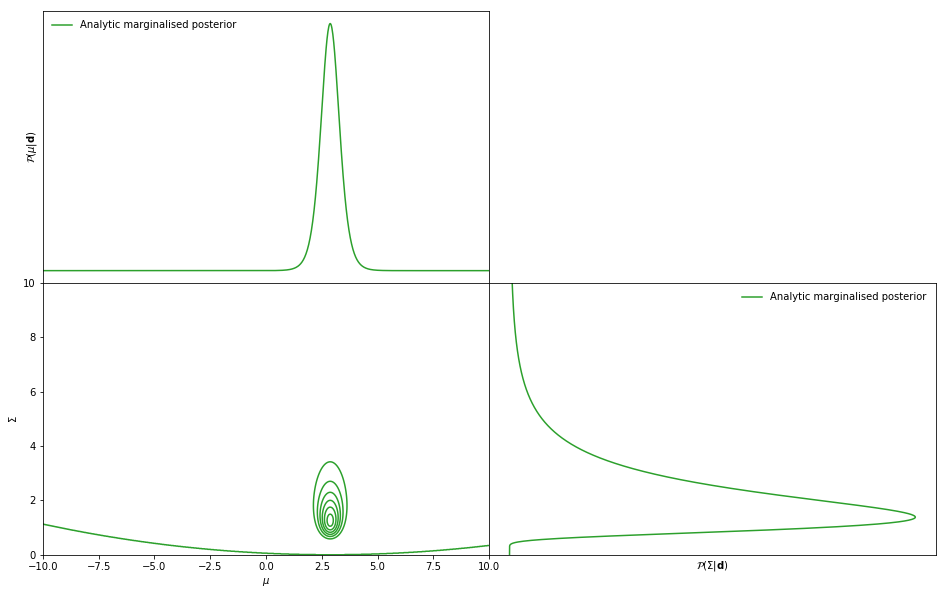 Analytic marginalised posterior
𝒫(μ|𝐝)
10
8
6
4
2
0
Σ
−10.0 −7.5 −5.0 −2.5 0.0 2.5 5.0 7.5 10.0
μ
Analytic marginalised posterior
𝒫(Σ|𝐝)